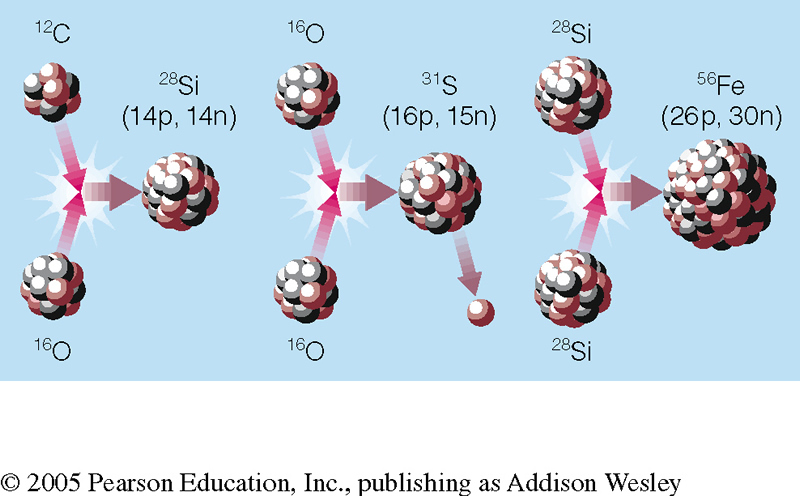 ¹²C
²⁸Si
(14p, 14n)
¹⁶O
¹⁶O
³¹S
(16p, 15n)
¹⁶O
²⁸Si
⁵⁶Fe
(26p, 30n)
²⁸Si
© 2005 Pearson Education, Inc., publishing as Addison Wesley